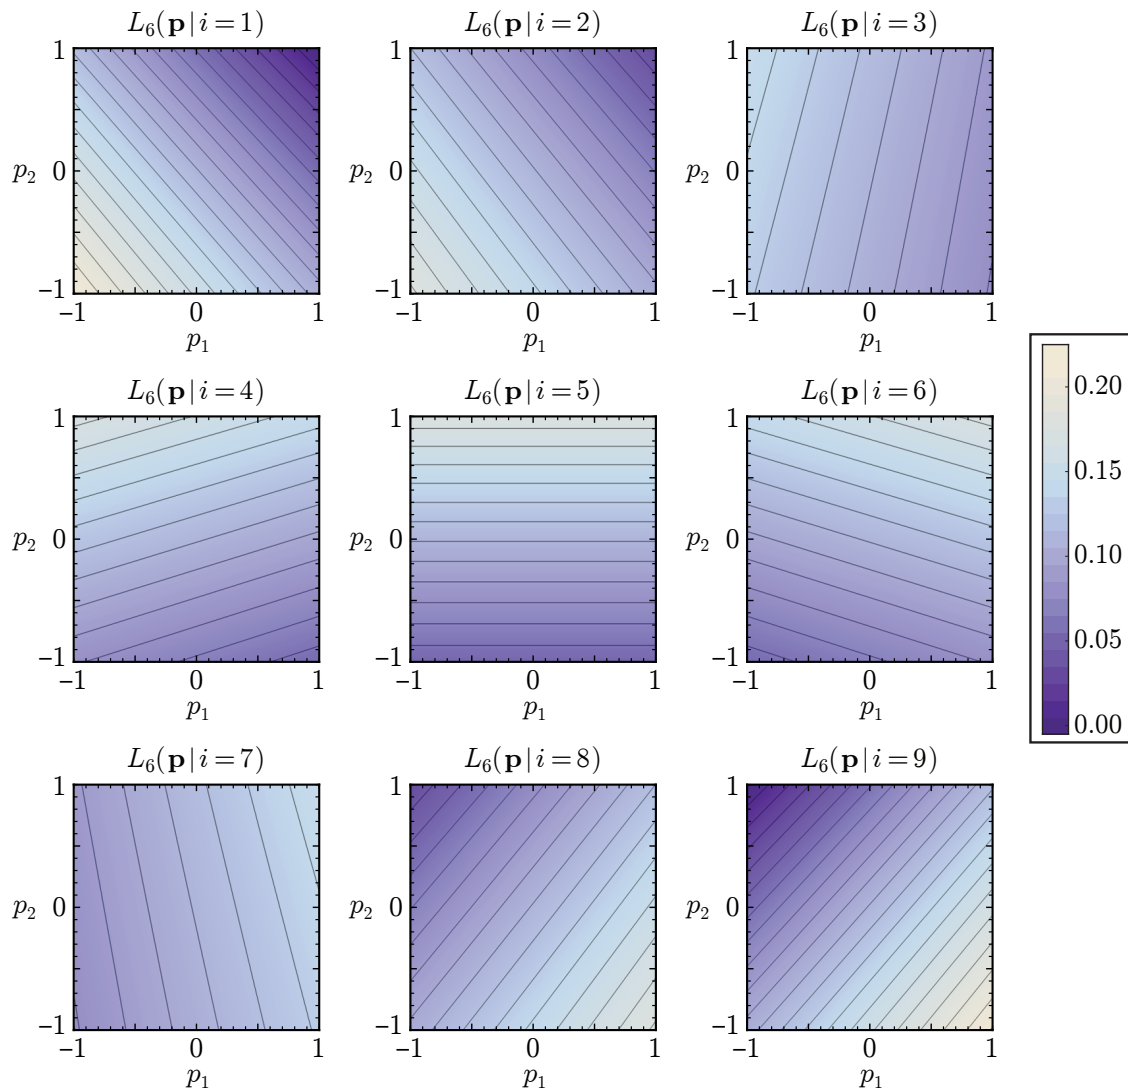 L₆(p|i=1) L₆(p|i=2) L₆(p|i=3)
1 1 1
p₂ 0 p₂ 0 p₂ 0
−1 −1 −1
−1 0 1 −1 0 1 −1 0 1
p₁ p₁ p₁
L₆(p|i=4) L₆(p|i=5) L₆(p|i=6)
1 1 1
p₂ 0 p₂ 0 p₂ 0
−1 −1 −1
−1 0 1 −1 0 1 −1 0 1
p₁ p₁ p₁
0.20
0.15
0.10
0.05
0.00
L₆(p|i=7) L₆(p|i=8) L₆(p|i=9)
1 1 1
p₂ 0 p₂ 0 p₂ 0
−1 −1 −1
−1 0 1 −1 0 1 −1 0 1
p₁ p₁ p₁